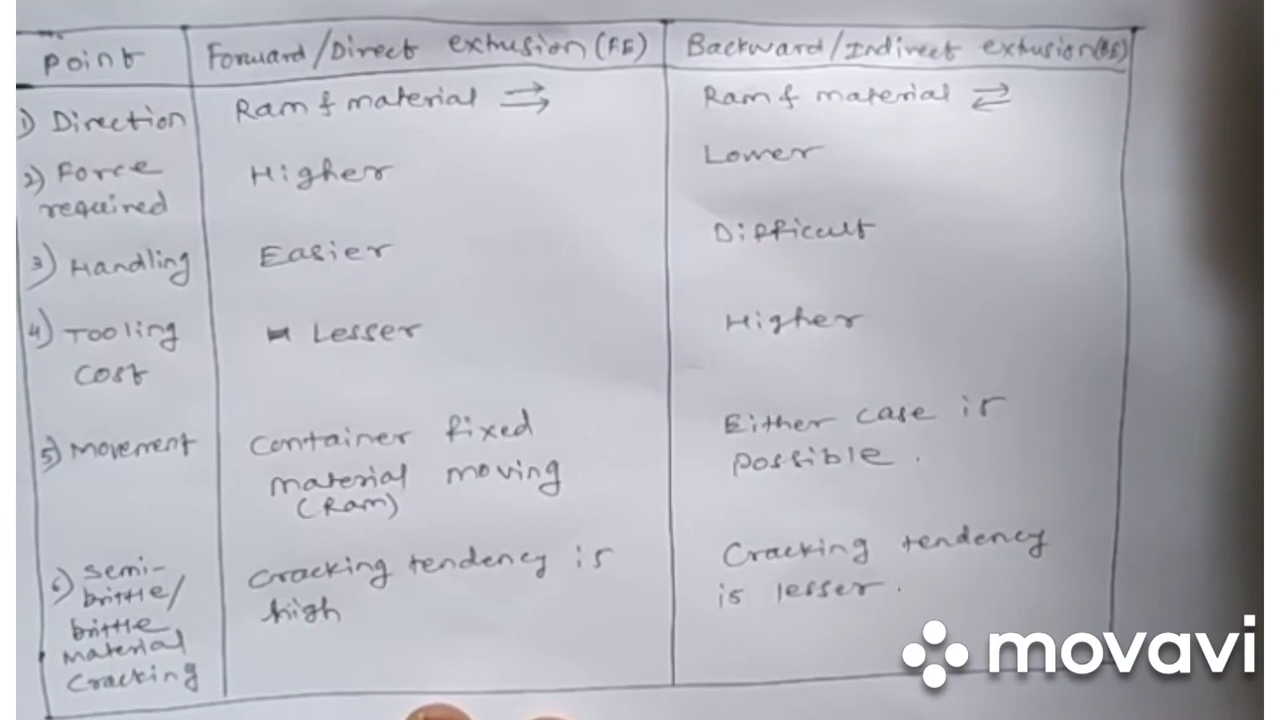 Point Forward/Direct extrusion (FE) Backward/Indirect extrusion(BE)
1) Direction Ram & material ⇉ Ram & material ⇄
2) Force required Higher Lower
3) Handling Easier Difficult
4) Tooling cost Lesser Higher
5) Movement Container fixed Either case is
material moving possible.
(Ram)
6) Semi- Cracking tendency is Cracking tendency
brittle/ high is lesser.
brittle
material
cracking
movavi